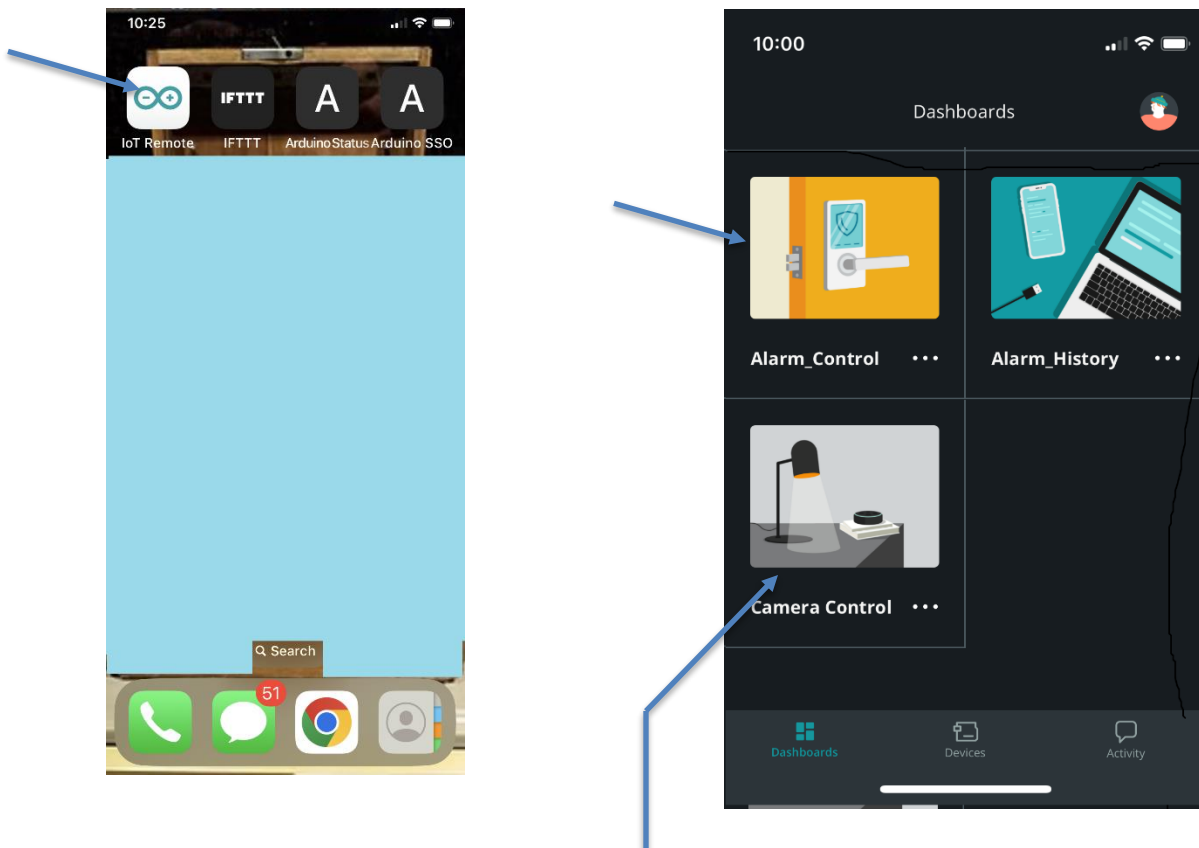 10:25
IFTTT
A
A
IoT Remote
IFTTT
Arduino Status
Arduino SSO
Search
51
10:00
Dashboards
Alarm_Control
Alarm_History
Camera Control
Dashboards
Devices
Activity